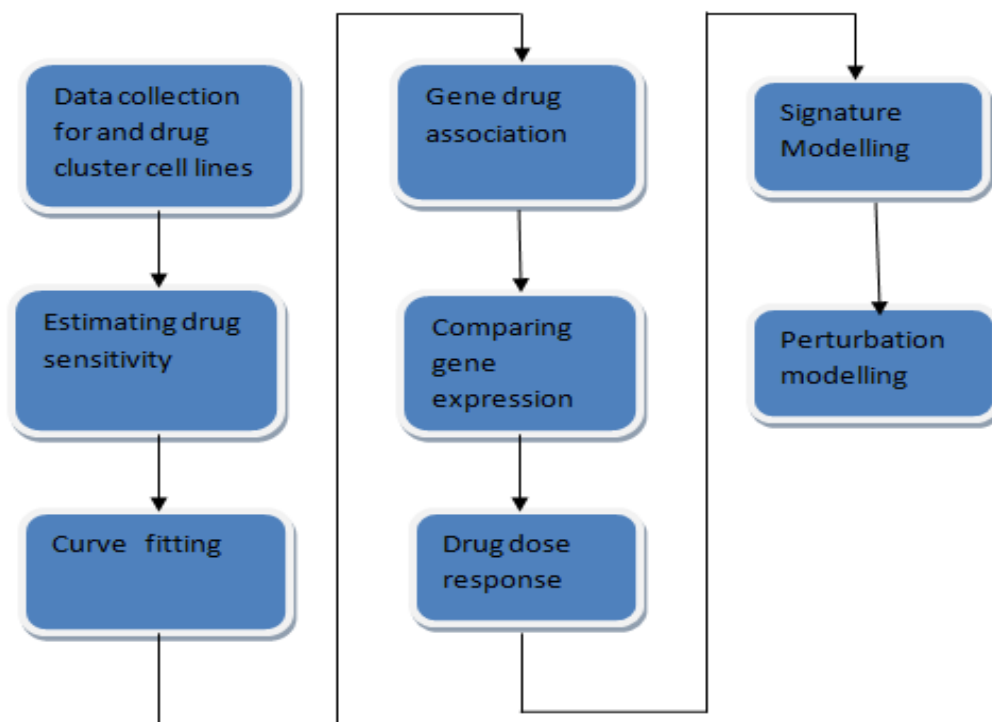 Data collection
for and drug
cluster cell lines
Estimating drug
sensitivity
Curve fitting
Gene drug
association
Comparing
gene
expression
Drug dose
response
Signature
Modelling
Perturbation
modelling